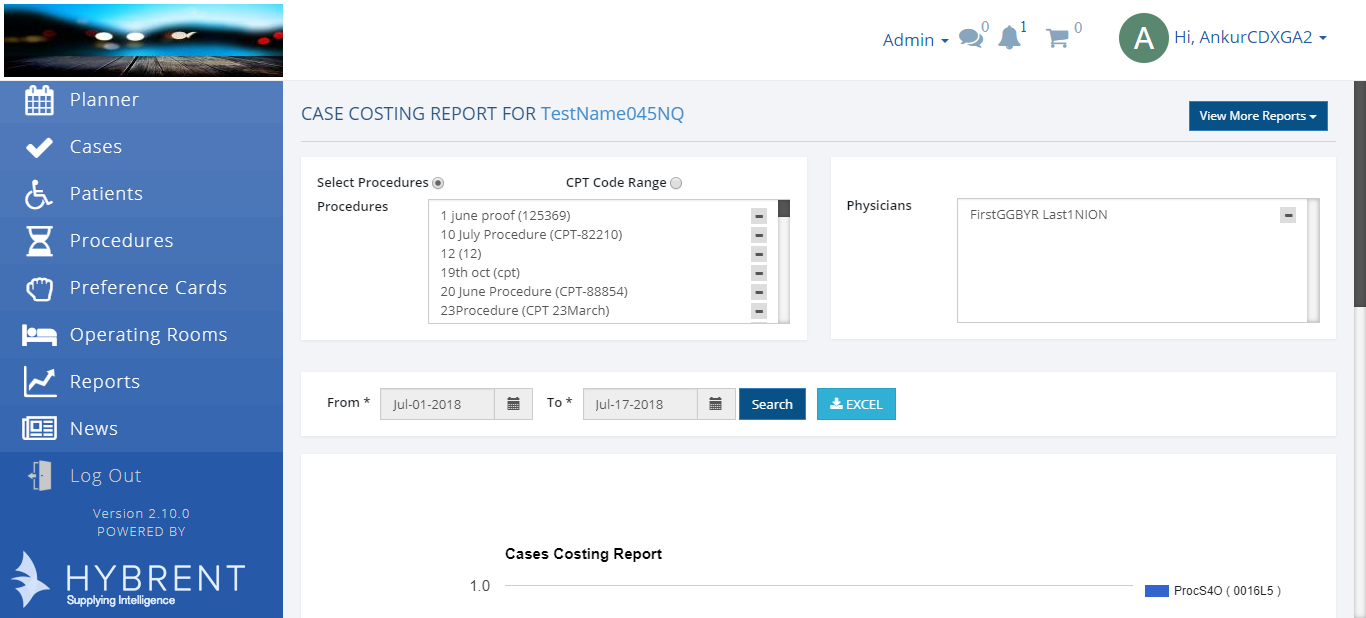 Admin
0
1
0
A
Hi, AnkurCDXGA2
Planner
Cases
Patients
Procedures
Preference Cards
Operating Rooms
Reports
News
Log Out
Version 2.10.0
POWERED BY
HYBRENT
Supplying Intelligence
CASE COSTING REPORT FOR TestName045NQ
View More Reports
Select Procedures
CPT Code Range
Procedures
1 june proof (125369)
10 July Procedure (CPT-82210)
12 (12)
19th oct (cpt)
20 June Procedure (CPT-88854)
23Procedure (CPT 23March)
Physicians
FirstGGBYR Last1NION
From *
Jul-01-2018
To *
Jul-17-2018
Search
EXCEL
Cases Costing Report
1.0
ProcS4O ( 0016L5 )